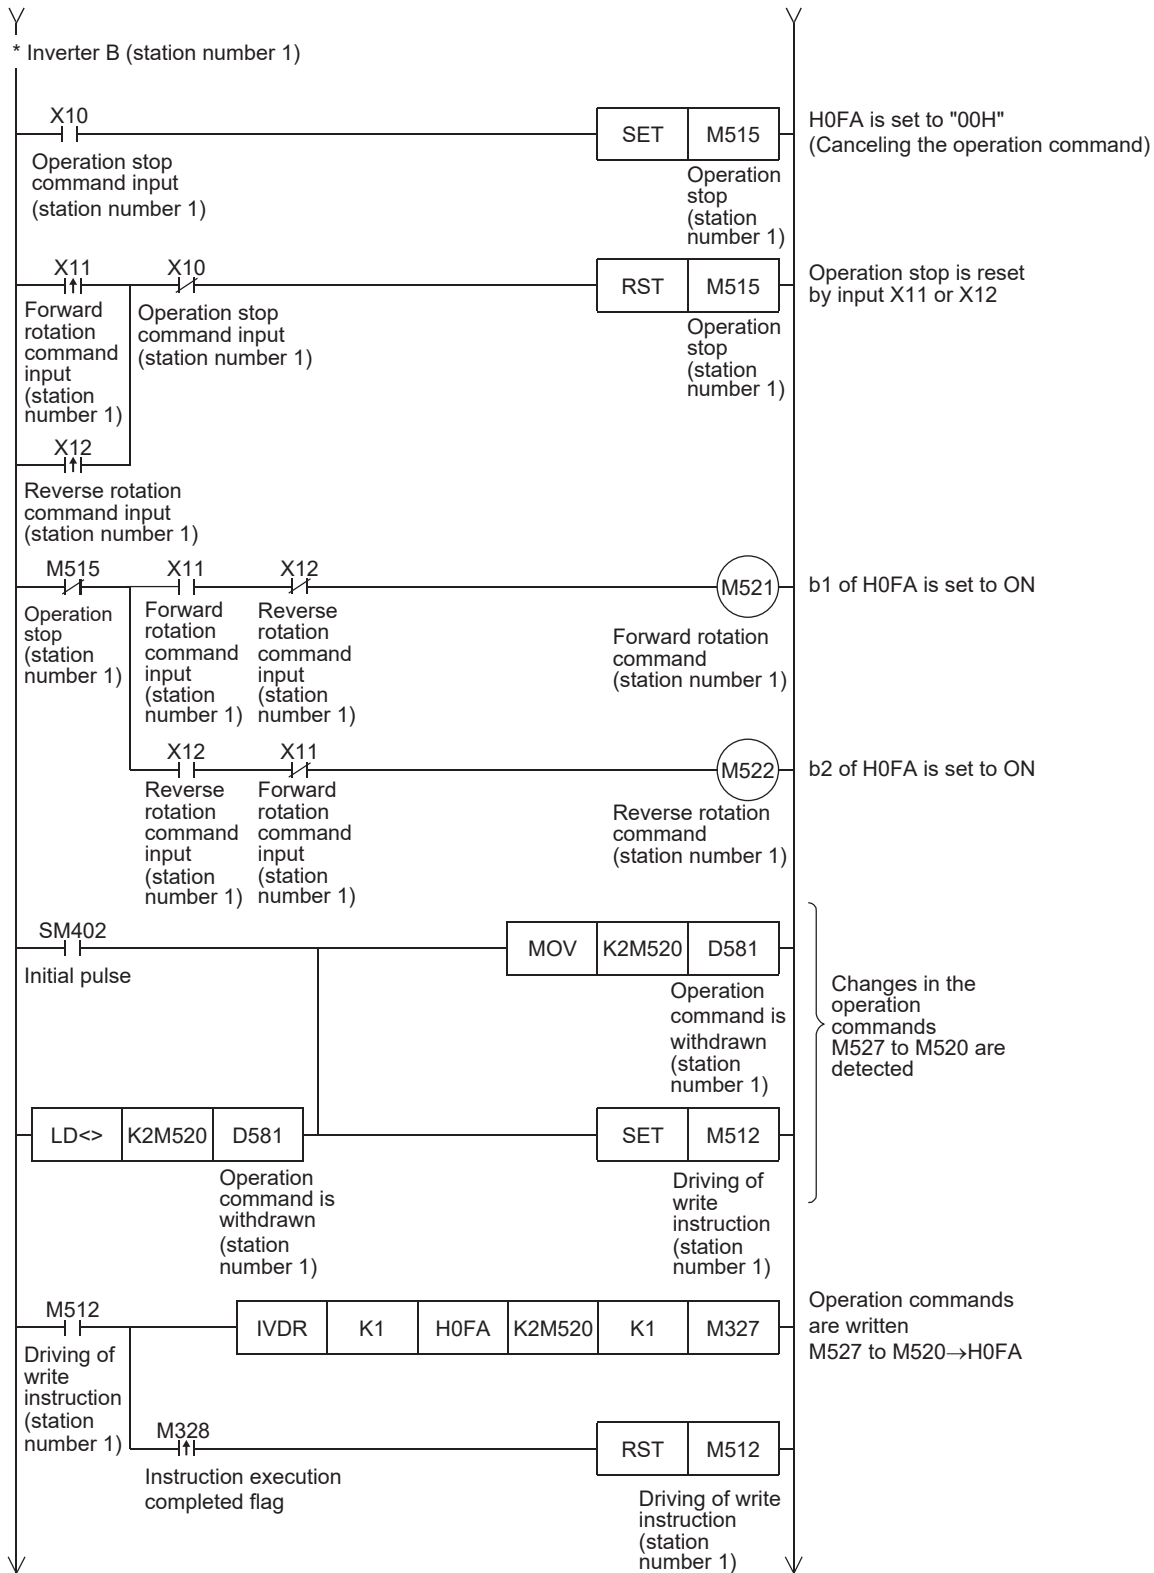 * Inverter B (station number 1)
X10
SET M515
H0FA is set to "00H"
(Canceling the operation command)
Operation stop
command input
(station number 1)
Operation
stop
(station
number 1)
X11 X10
RST M515
Operation stop is reset
by input X11 or X12
Forward
rotation
command
input
(station
number 1)
Operation stop
command input
(station number 1)
Operation
stop
(station
number 1)
X12
Reverse rotation
command input
(station number 1)
M515 X11 X12
M521
b1 of H0FA is set to ON
Operation
stop
(station
number 1)
Forward
rotation
command
input
(station
number 1)
Reverse
rotation
command
input
(station
number 1)
Forward rotation
command
(station number 1)
X12 X11
M522
b2 of H0FA is set to ON
Reverse
rotation
command
input
(station
number 1)
Forward
rotation
command
input
(station
number 1)
Reverse rotation
command
(station number 1)
SM402
MOV K2M520 D581
Initial pulse
Operation
command is
withdrawn
(station
number 1)
Changes in the
operation
commands
M527 to M520 are
detected
LD<> K2M520 D581
SET M512
Operation
command is
withdrawn
(station
number 1)
Driving of
write
instruction
(station
number 1)
M512
IVDR K1 H0FA K2M520 K1 M327
Operation commands
are written
M527 to M520→H0FA
Driving of
write
instruction
(station
number 1)
M328
RST M512
Instruction execution
completed flag
Driving of write
instruction
(station
number 1)